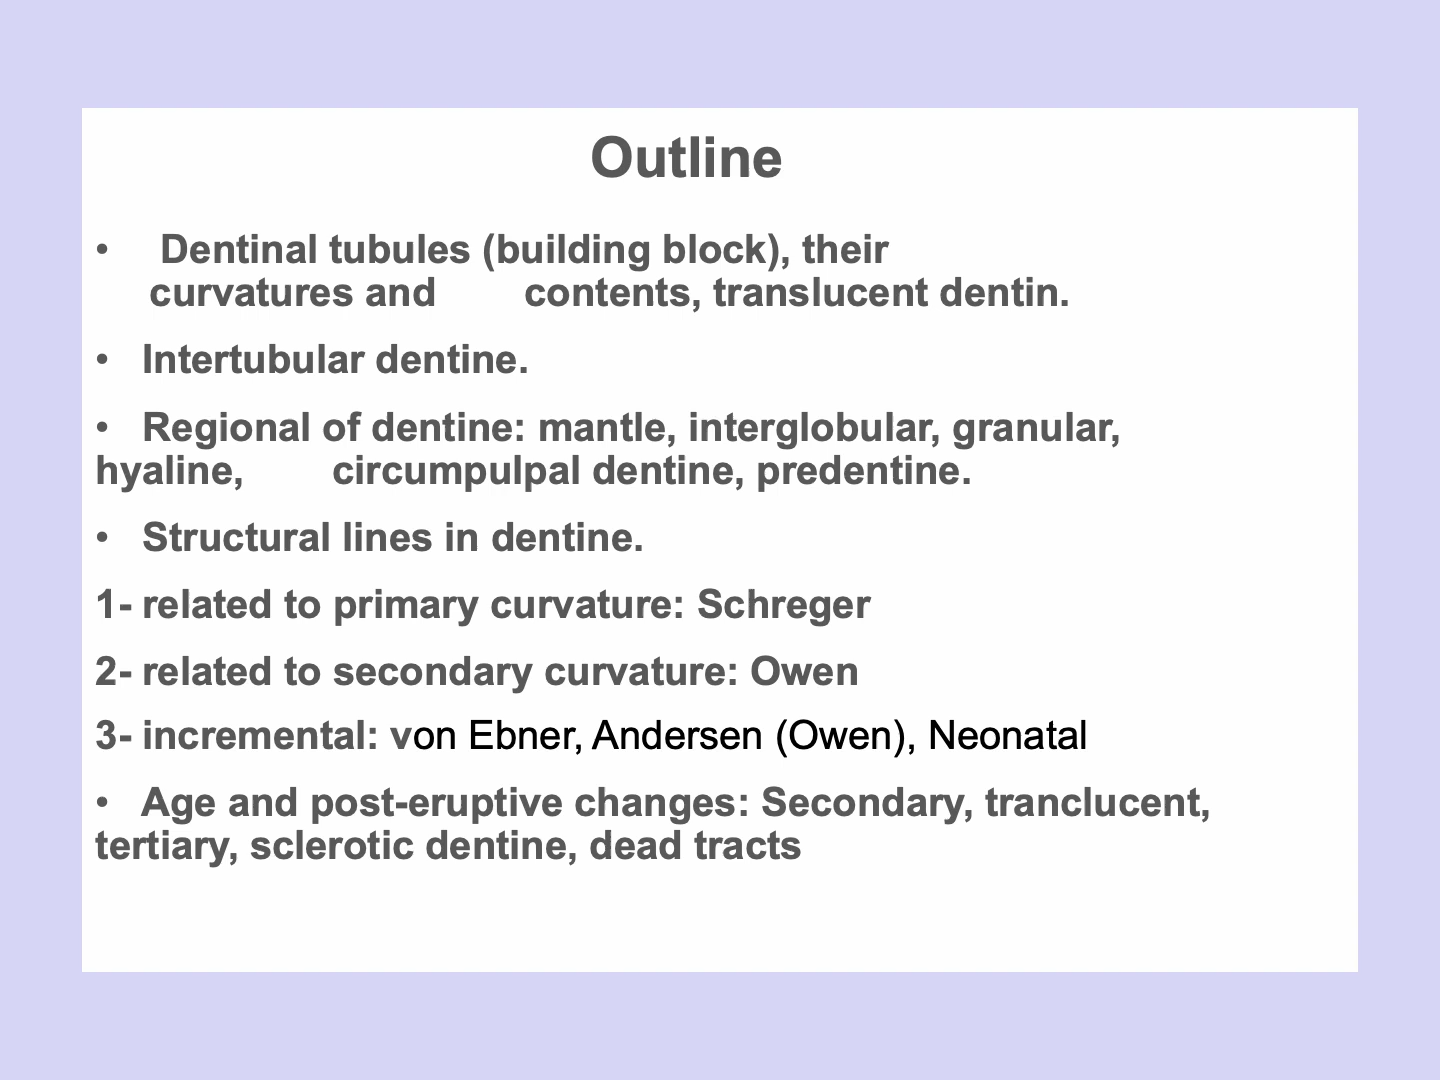 Outline
• Dentinal tubules (building block), their
curvatures and contents, translucent dentin.
• Intertubular dentine.
• Regional of dentine: mantle, interglobular, granular,
hyaline, circumpulpal dentine, predentine.
• Structural lines in dentine.
1- related to primary curvature: Schreger
2- related to secondary curvature: Owen
3- incremental: von Ebner, Andersen (Owen), Neonatal
• Age and post-eruptive changes: Secondary, tranclucent,
tertiary, sclerotic dentine, dead tracts